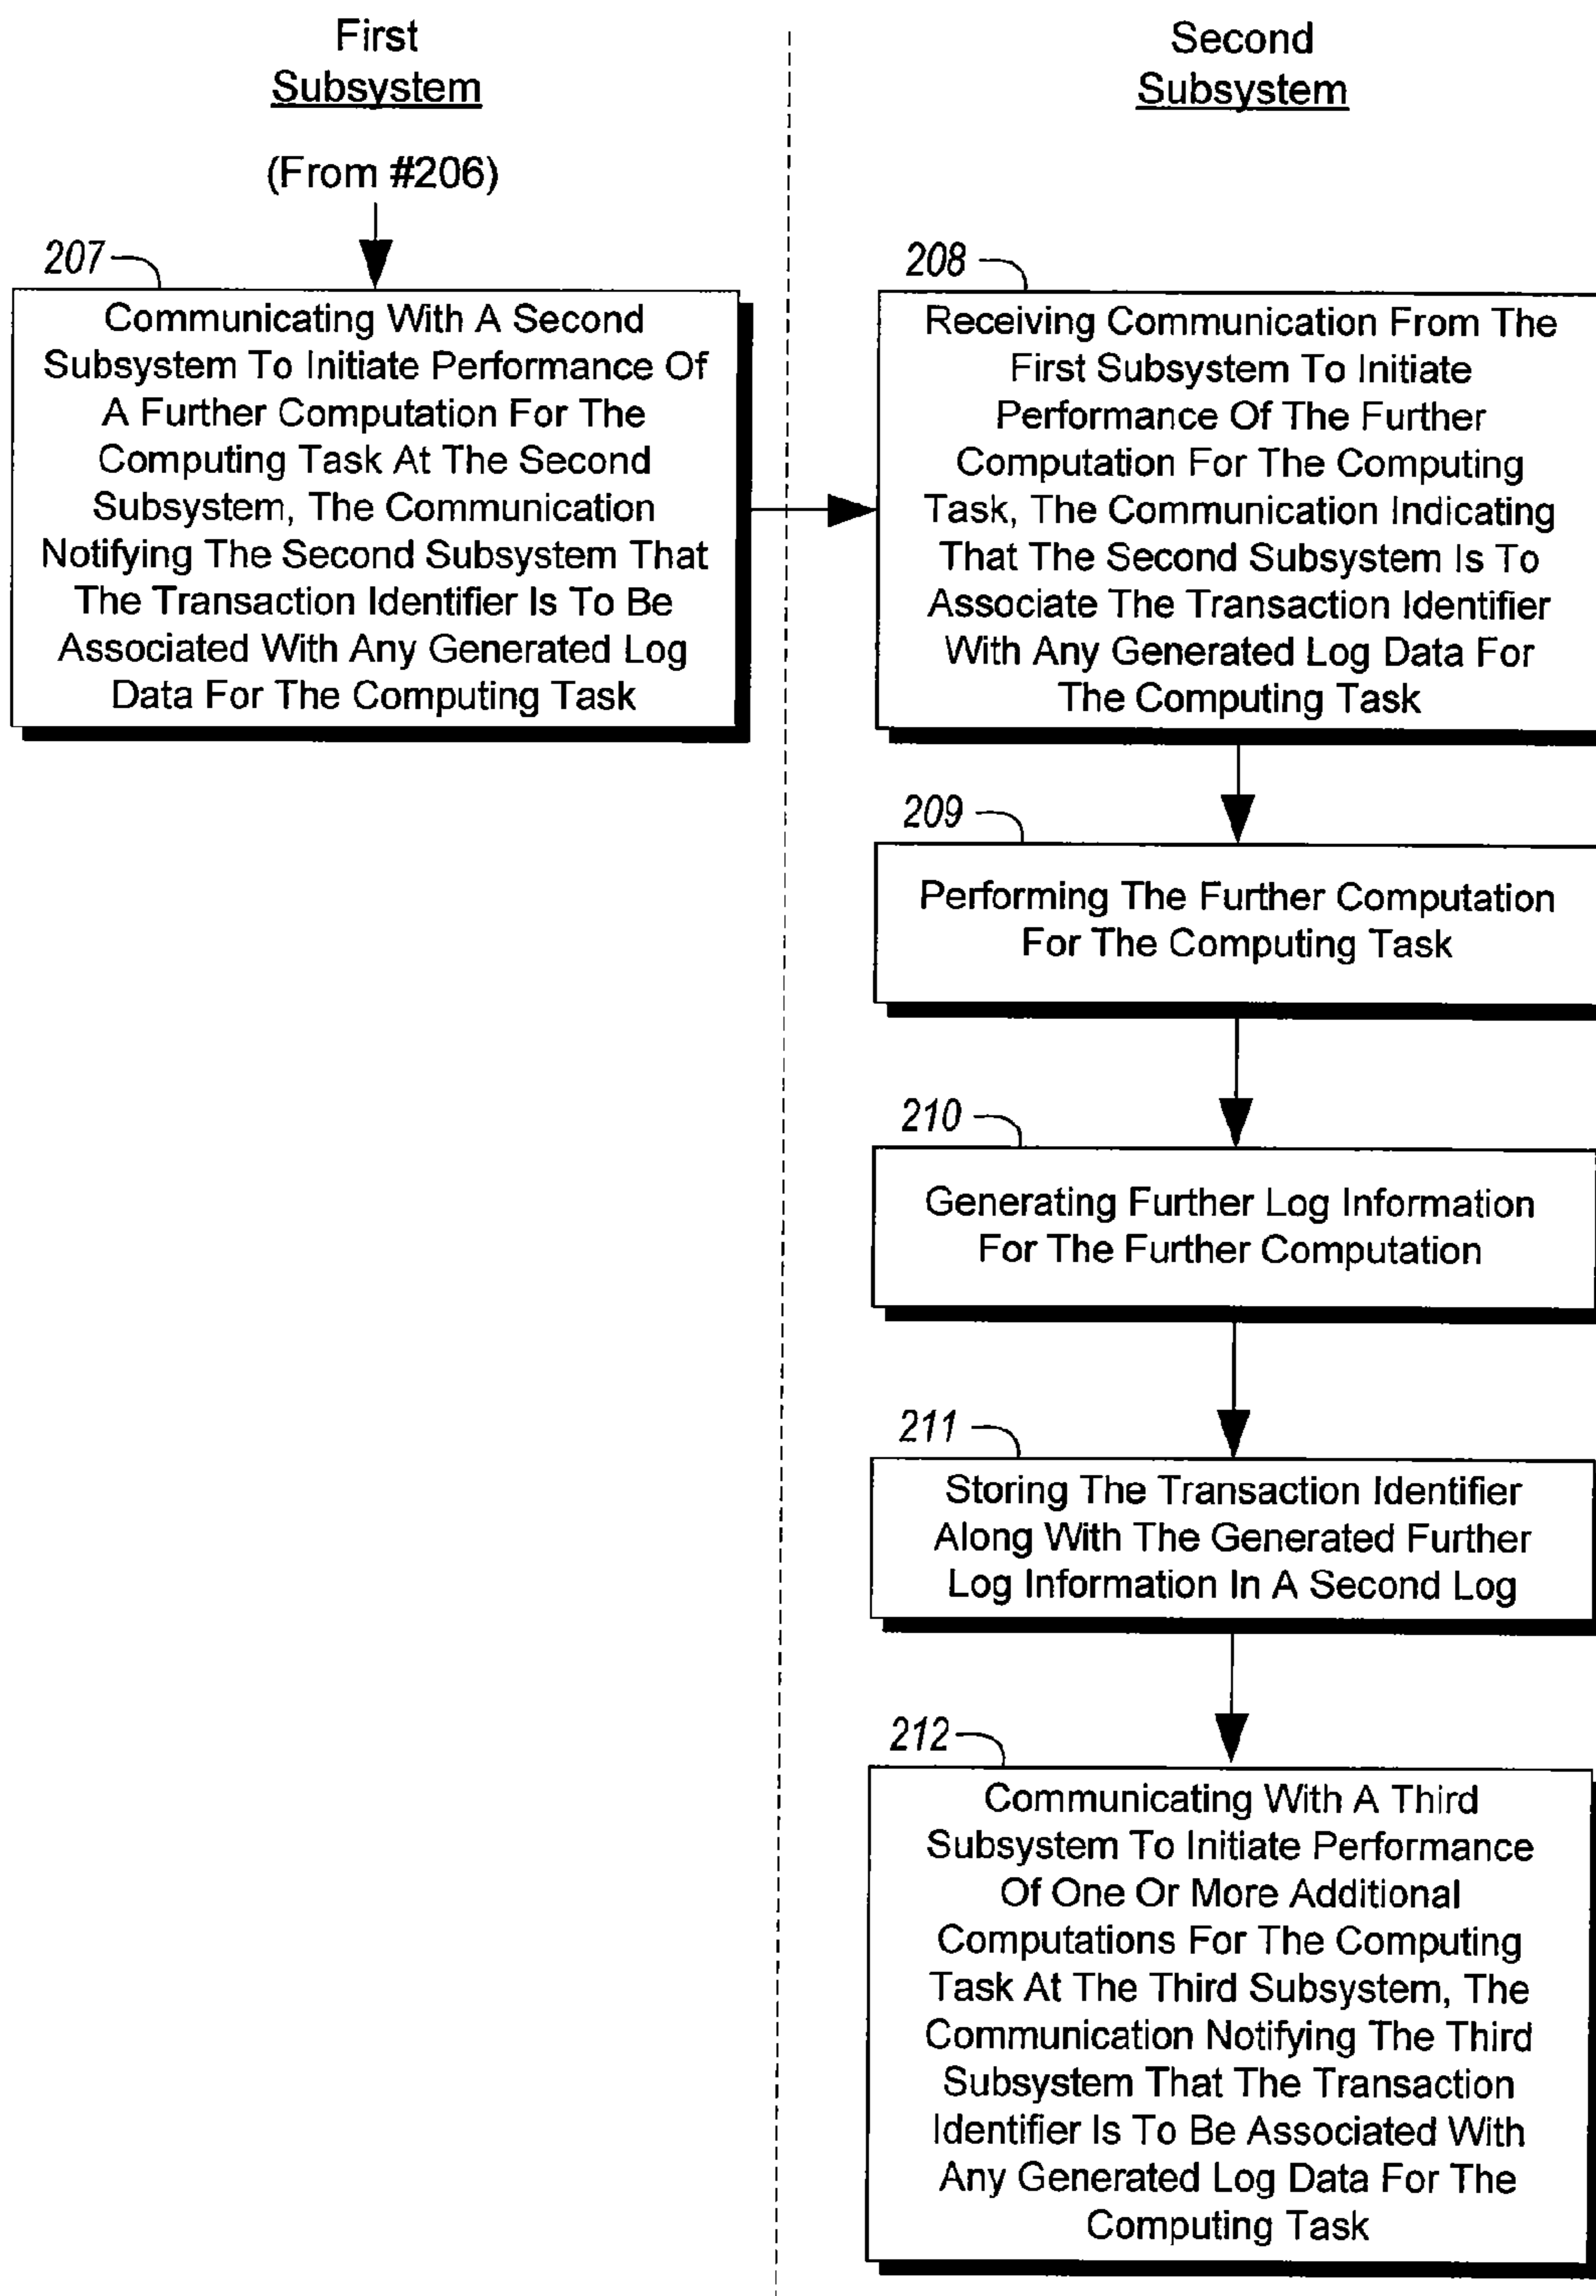 First
Subsystem
(From #206)
207
Communicating With A Second
Subsystem To Initiate Performance Of
A Further Computation For The
Computing Task At The Second
Subsystem, The Communication
Notifying The Second Subsystem That
The Transaction Identifier Is To Be
Associated With Any Generated Log
Data For The Computing Task
Second
Subsystem
208
Receiving Communication From The
First Subsystem To Initiate
Performance Of The Further
Computation For The Computing
Task, The Communication Indicating
That The Second Subsystem Is To
Associate The Transaction Identifier
With Any Generated Log Data For
The Computing Task
209
Performing The Further Computation
For The Computing Task
210
Generating Further Log Information
For The Further Computation
211
Storing The Transaction Identifier
Along With The Generated Further
Log Information In A Second Log
212
Communicating With A Third
Subsystem To Initiate Performance
Of One Or More Additional
Computations For The Computing
Task At The Third Subsystem, The
Communication Notifying The Third
Subsystem That The Transaction
Identifier Is To Be Associated With
Any Generated Log Data For The
Computing Task